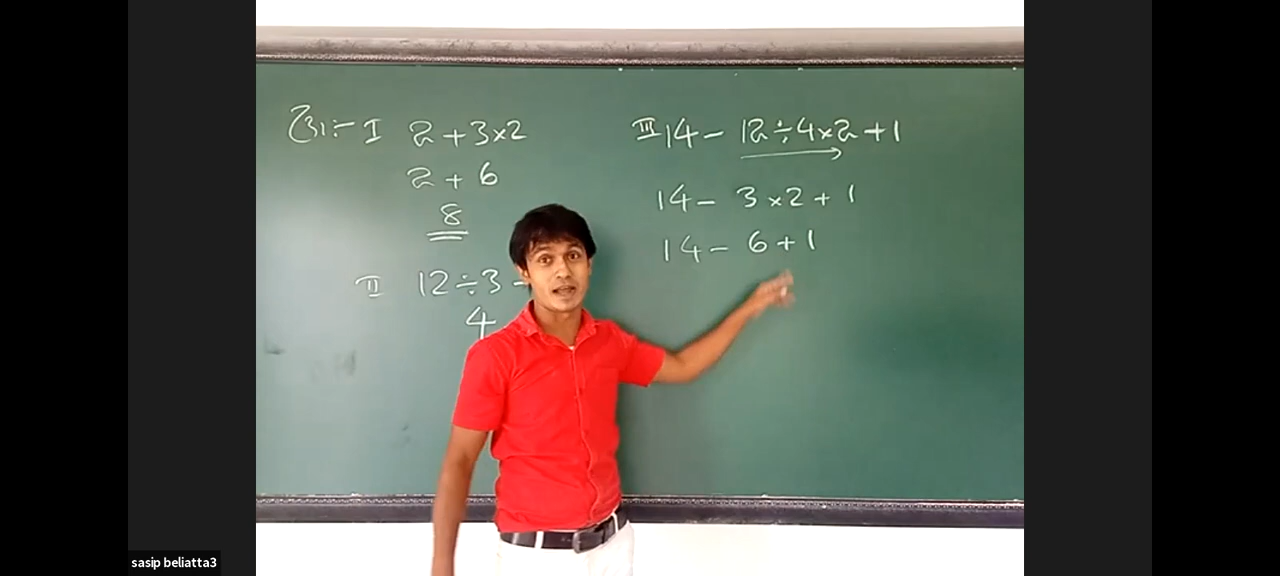 I 2 + 3 × 2
2 + 6
8
II 12 ÷ 3 -
4
III 14 - 12 ÷ 4 × 2 + 1
14 - 3 × 2 + 1
14 - 6 + 1
sasip beliatta3